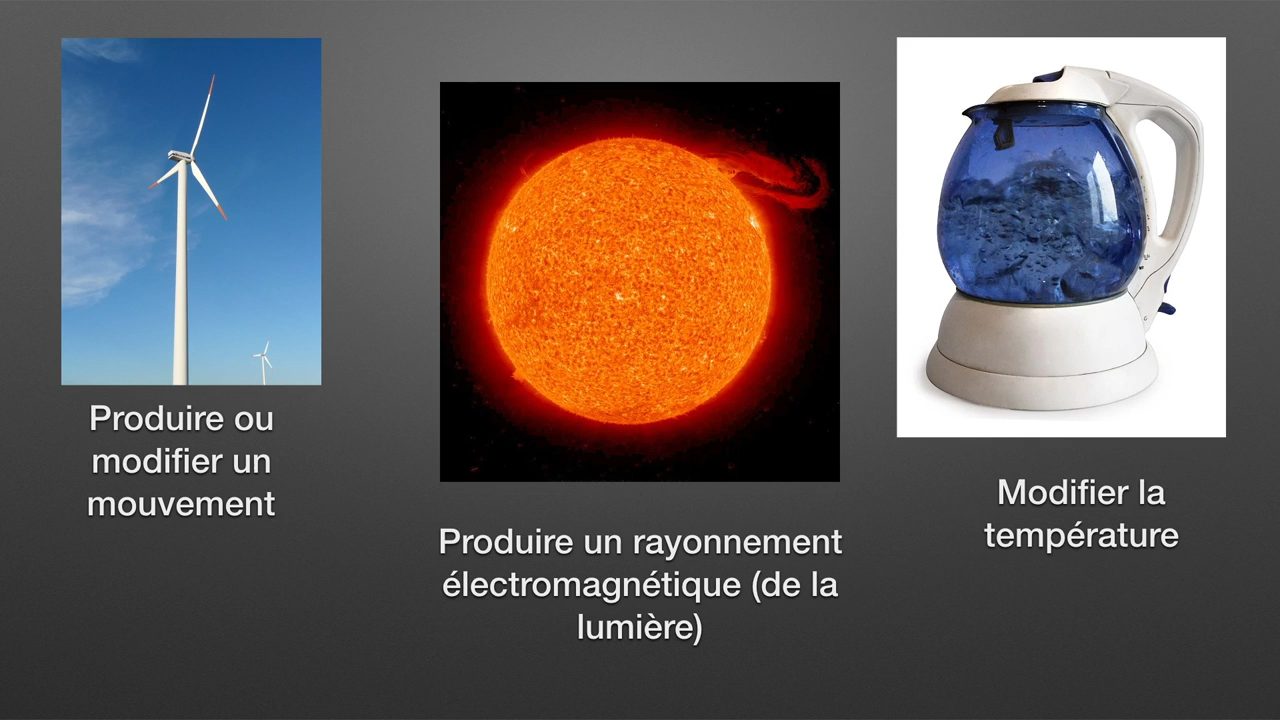 Produire ou
modifier un
mouvement
Produire un rayonnement
électromagnétique (de la
lumière)
Modifier la
température